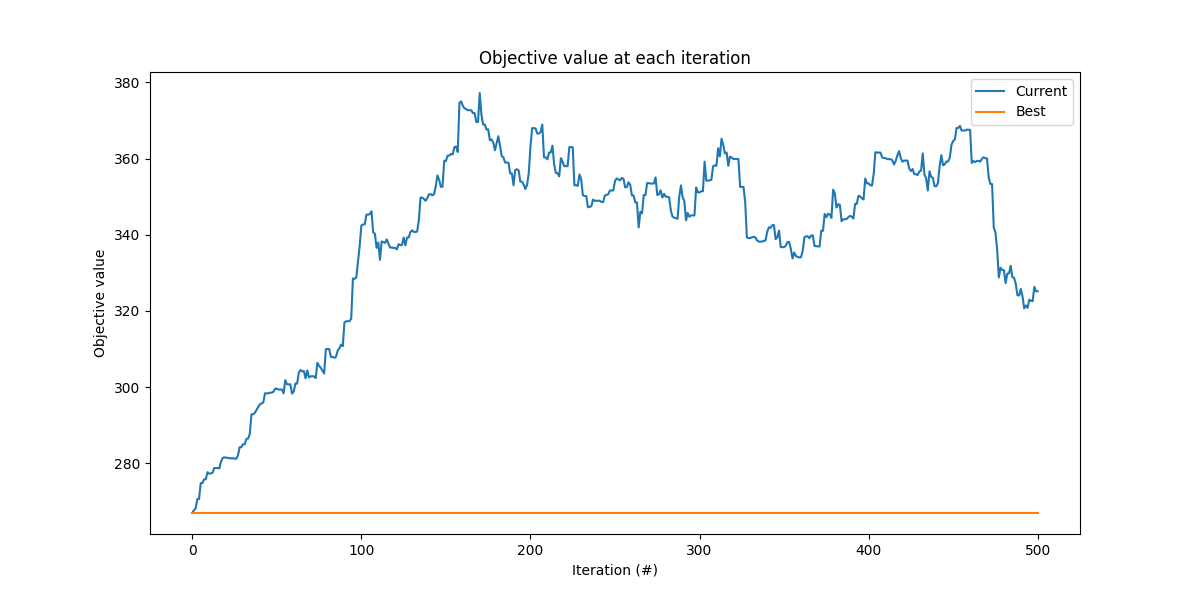 Objective value at each iteration
Current
Best
Objective value
380
360
340
320
300
280
0 100 200 300 400 500
Iteration (#)